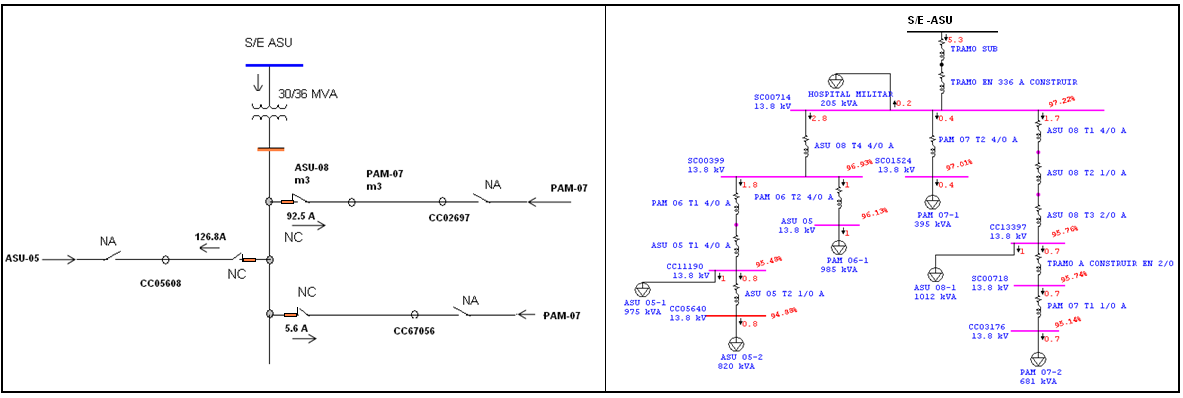 S/E ASU
30/36 MVA
ASU-08
m3
PAM-07
m3
NA
PAM-07
CC02697
92.5 A
NC
126.8A
NA
ASU-05
NC
CC05608
NC
NA
PAM-07
5.6 A
CC67056
S/E -ASU
5.3
TRAMO SUB
TRAMO EN 336 A CONSTRUIR
HOSPITAL MILITAR
205 kVA
0.2
SC00714
13.8 kV
97.22%
2.8
0.4
1.7
ASU 08 T4 4/0 A
PAM 07 T2 4/0 A
ASU 08 T1 4/0 A
SC00399
13.8 kV
96.93%
SC01524
13.8 kV
97.01%
ASU 08 T2 1/0 A
1.8
1
0.4
PAM 06 T1 4/0 A
PAM 06 T2 4/0 A
PAM 07-1
395 kVA
ASU 08 T3 2/0 A
ASU 05
13.8 kV
96.13%
1
CC13397
13.8 kV
95.76%
ASU 05 T1 4/0 A
PAM 06-1
985 kVA
1
0.7
TRAMO A CONSTRUIR EN 2/0
CC11190
13.8 kV
95.48%
1
0.8
ASU 08-1
1012 kVA
SC00718
13.8 kV
95.74%
0.7
ASU 05 T2 1/0 A
ASU 05-1
975 kVA
PAM 07 T1 1/0 A
CC05640
13.8 kV
94.88%
0.8
CC03176
13.8 kV
95.14%
0.7
ASU 05-2
820 kVA
PAM 07-2
681 kVA